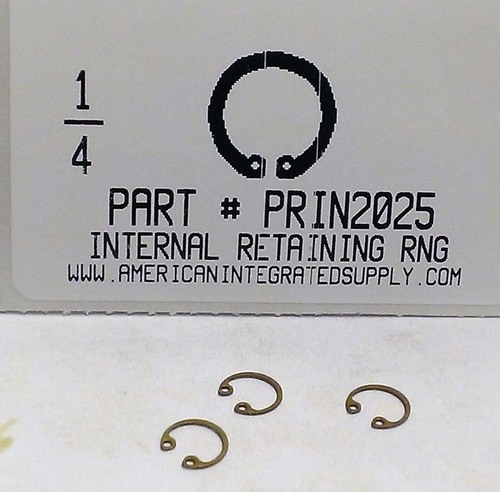 1/4
PART # PRIN2025
INTERNAL RETAINING RNG
WWW.AMERICANINTEGRATEDSUPPLY.COM